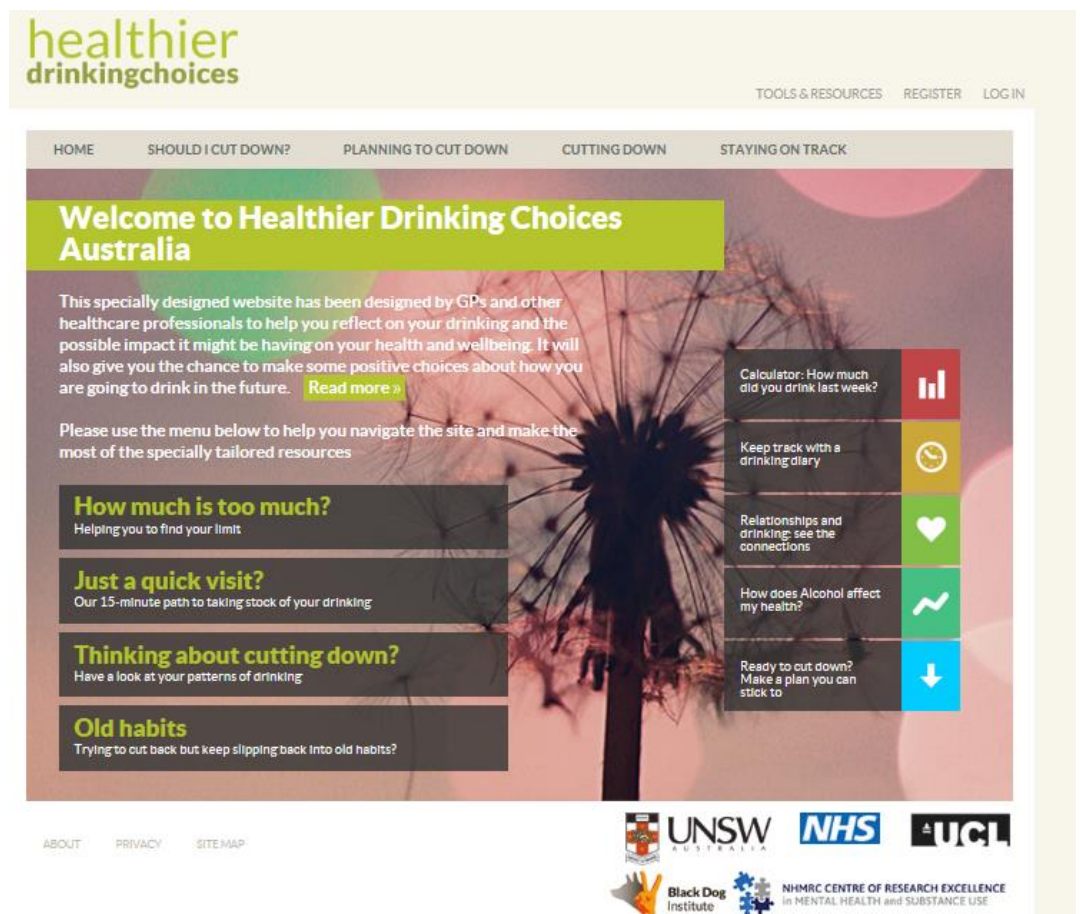 healthier
drinkingchoices
TOOLS & RESOURCES REGISTER LOG IN
HOME SHOULD I CUT DOWN? PLANNING TO CUT DOWN CUTTING DOWN STAYING ON TRACK
Welcome to Healthier Drinking Choices
Australia
This specially designed website has been designed by GPs and other
healthcare professionals to help you reflect on your drinking and the
possible impact it might be having on your health and wellbeing. It will
also give you the chance to make some positive choices about how you
are going to drink in the future. Read more »
Please use the menu below to help you navigate the site and make the
most of the specially tailored resources
How much is too much?
Helping you to find your limit
Just a quick visit?
Our 15-minute path to taking stock of your drinking
Thinking about cutting down?
Have a look at your patterns of drinking
Old habits
Trying to cut back but keep slipping back into old habits?
Calculator: How much
did you drink last week?
Keep track with a
drinking diary
Relationships and
drinking: see the
connections
How does Alcohol affect
my health?
Ready to cut down?
Make a plan you can
stick to
ABOUT PRIVACY SITE MAP
UNSW
AUSTRALIA
NHS
UCL
Black Dog
Institute
NHMRC CENTRE OF RESEARCH EXCELLENCE
in MENTAL HEALTH and SUBSTANCE USE